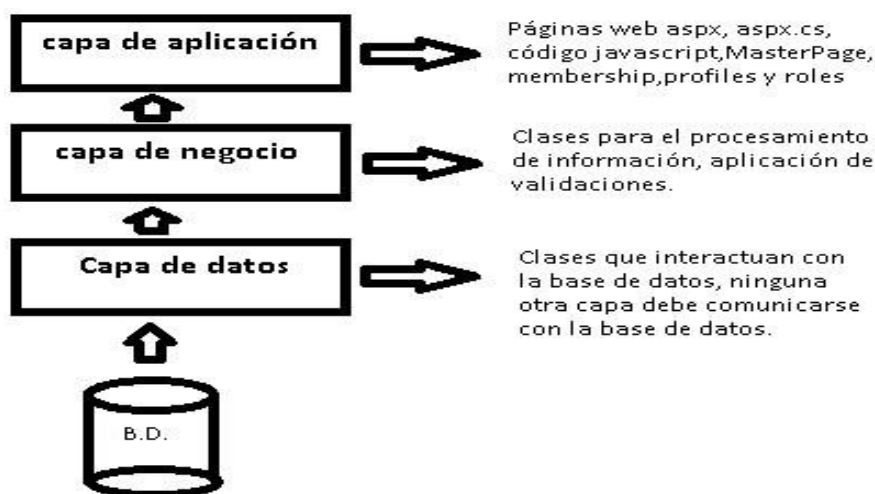 capa de aplicación
Páginas web aspx, aspx.cs,
código javascript,MasterPage,
membership,profiles y roles
capa de negocio
Clases para el procesamiento
de información, aplicación de
validaciones.
Capa de datos
Clases que interactuan con
la base de datos, ninguna
otra capa debe comunicarse
con la base de datos.
B.D.